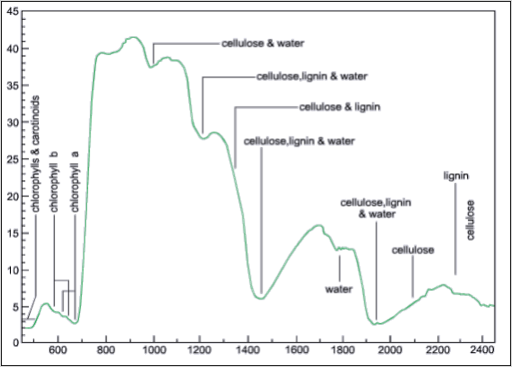 45
40
35
30
25
20
15
10
5
0
600
800
1000
1200
1400
1600
1800
2000
2200
2400
chlorophylls & carotinoids
chlorophyll b
chlorophyll a
cellulose & water
cellulose,lignin & water
cellulose & lignin
cellulose,lignin & water
cellulose,lignin
& water
water
cellulose
lignin
cellulose